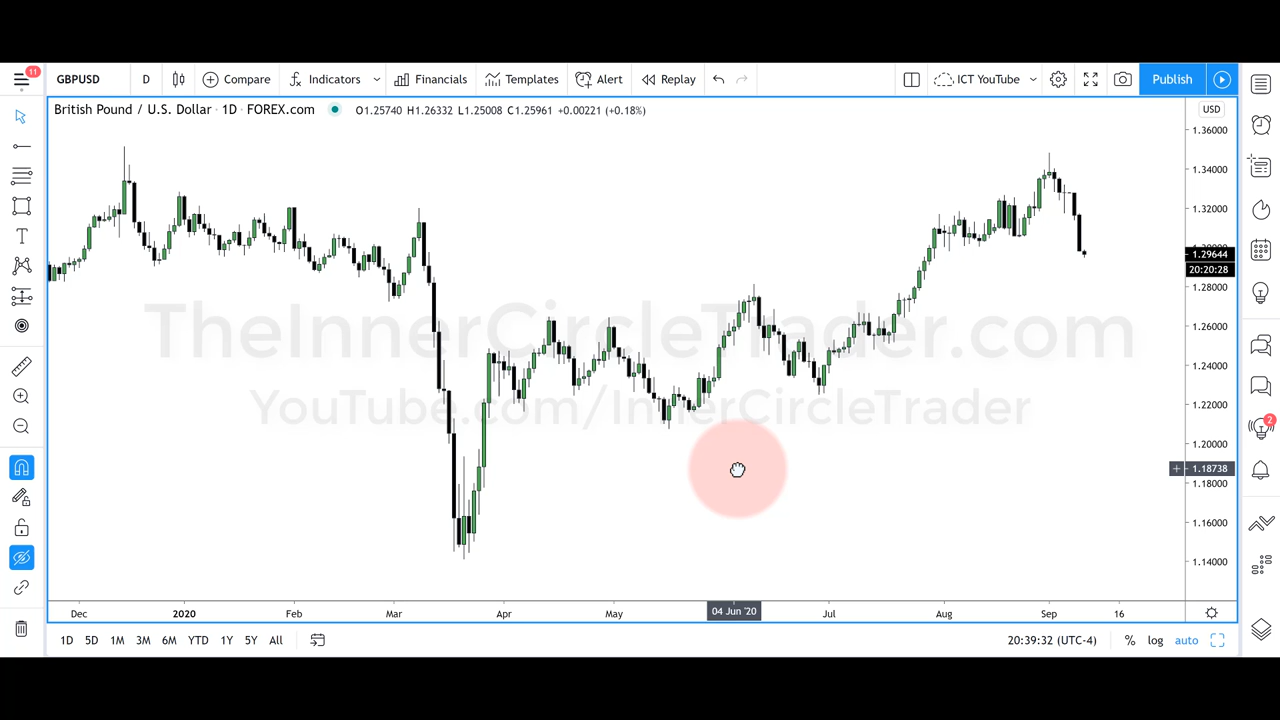 11
GBPUSD D Compare Indicators Financials Templates Alert Replay ICT YouTube Publish
British Pound / U.S. Dollar · 1D · FOREX.com O1.25740 H1.26332 L1.25008 C1.25961 +0.00221 (+0.18%) USD
1.36000
1.34000
1.32000
1.29644
20:20:28
1.28000
TheInnerCircleTrader.com
1.26000
1.24000
YouTube.com/InnerCircleTrader
1.22000
2
1.20000
1.18738
1.18000
1.16000
1.14000
Dec 2020 Feb Mar Apr May 04 Jun '20 Jul Aug Sep 16
1D 5D 1M 3M 6M YTD 1Y 5Y All 20:39:32 (UTC-4) % log auto